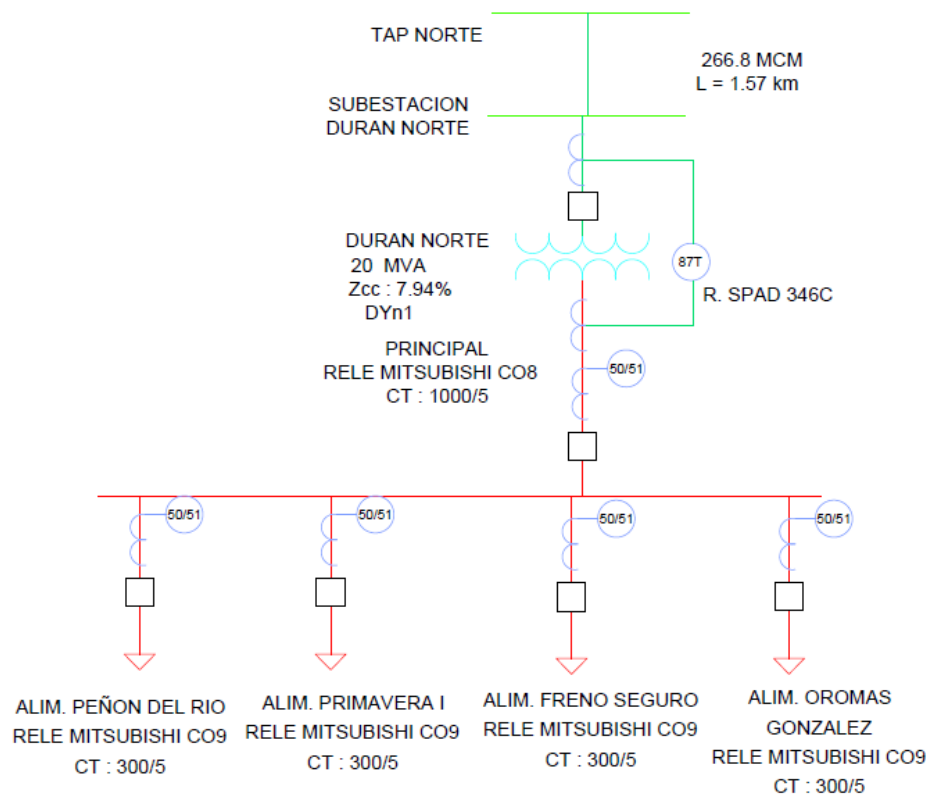 TAP NORTE
266.8 MCM
L = 1.57 km
SUBESTACION
DURAN NORTE
DURAN NORTE
20 MVA
Zcc : 7.94%
DYn1
87T
R. SPAD 346C
PRINCIPAL
RELE MITSUBISHI CO8
CT : 1000/5
50/51
50/51
50/51
50/51
50/51
ALIM. PEÑON DEL RIO
RELE MITSUBISHI CO9
CT : 300/5
ALIM. PRIMAVERA I
RELE MITSUBISHI CO9
CT : 300/5
ALIM. FRENO SEGURO
RELE MITSUBISHI CO9
CT : 300/5
ALIM. OROMAS
GONZALEZ
RELE MITSUBISHI CO9
CT : 300/5